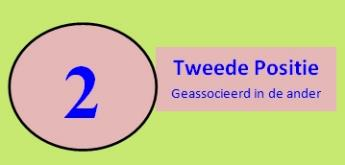 2
Tweede Positie
Geassocieerd in de ander